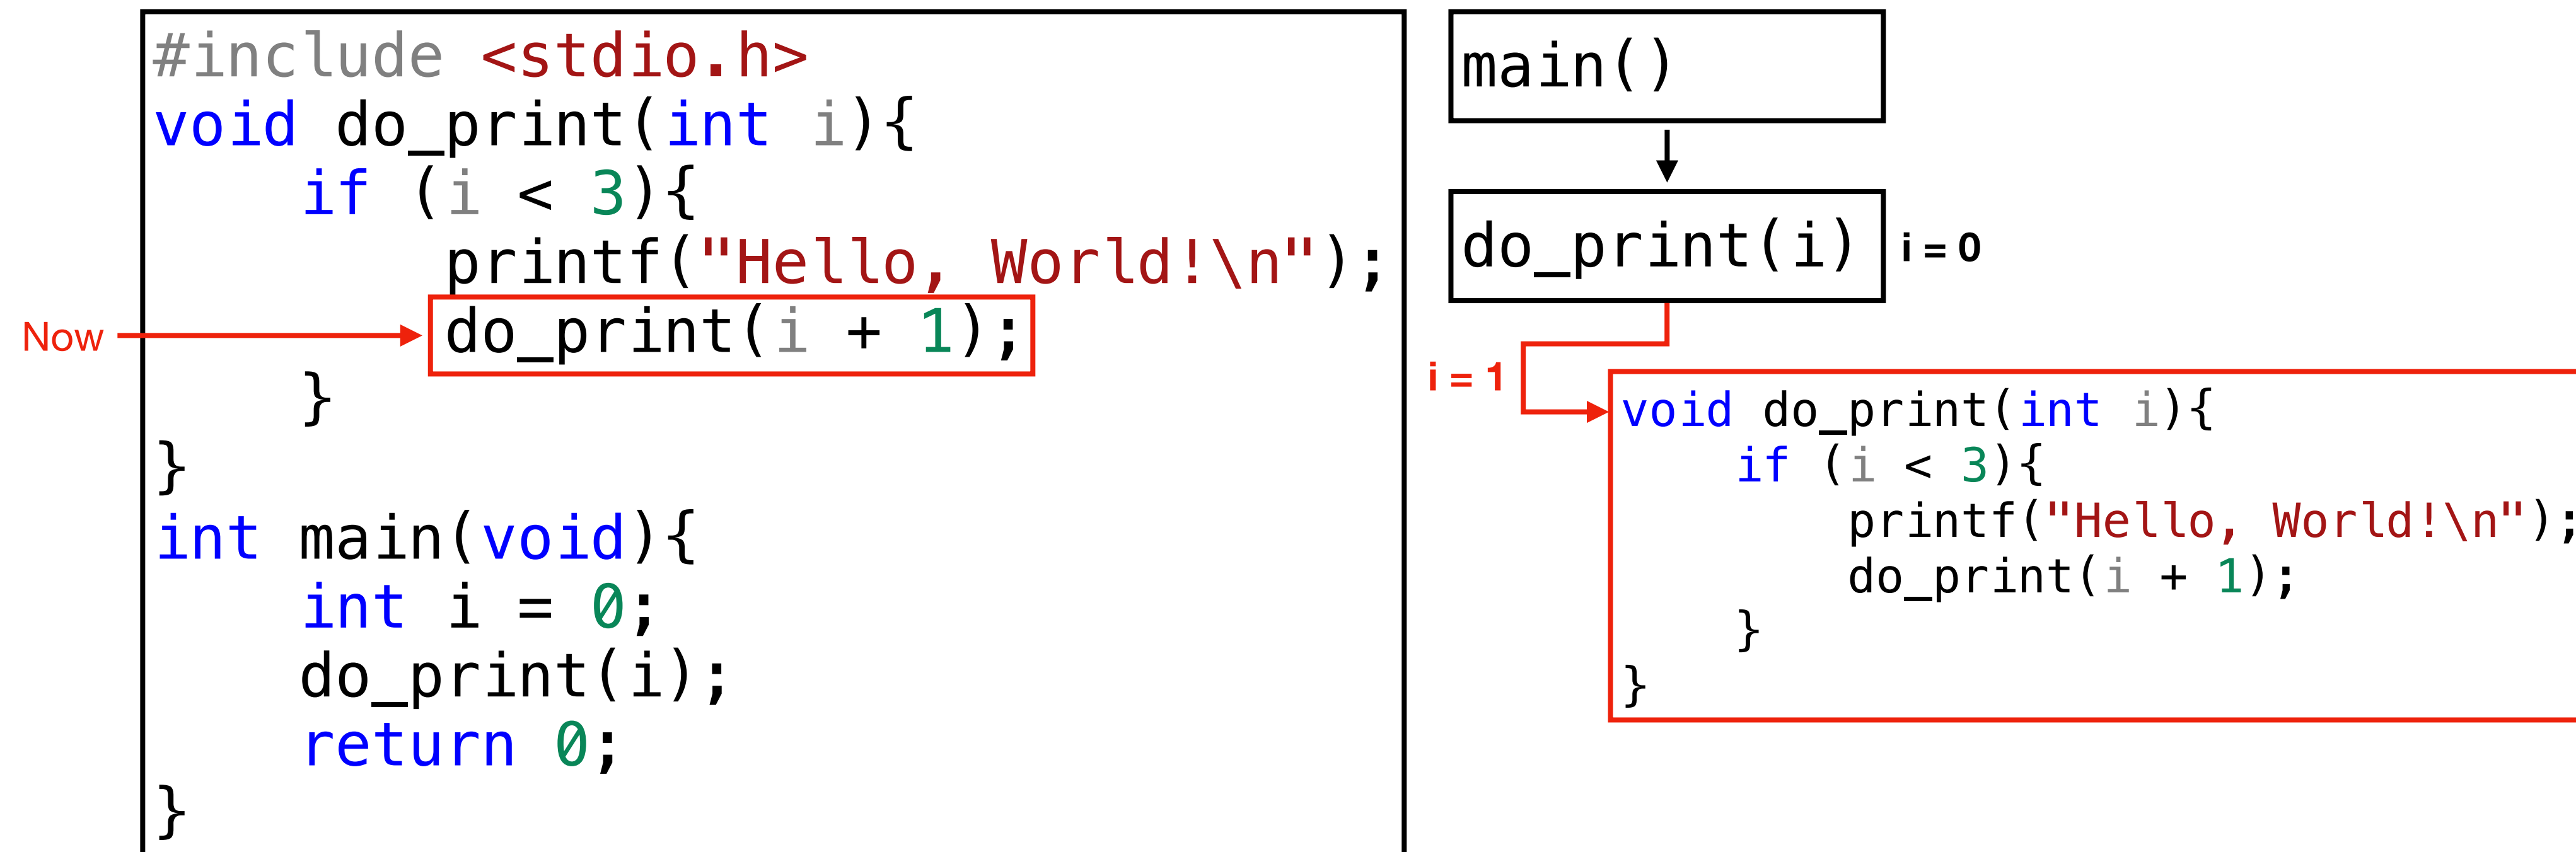 #include <stdio.h>
void do_print(int i){
if (i < 3){
printf("Hello, World!\n");
do_print(i + 1);
}
}
int main(void){
int i = 0;
do_print(i);
return 0;
}
Now
main()
do_print(i)
i = 0
i = 1
void do_print(int i){
if (i < 3){
printf("Hello, World!\n");
do_print(i + 1);
}
}